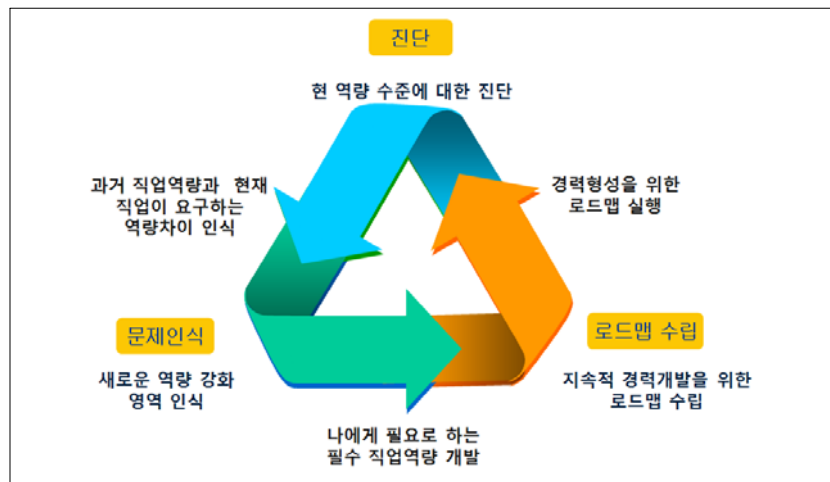 진단
현 역량 수준에 대한 진단
과거 직업역량과 현재
직업이 요구하는
역량차이 인식
경력형성을 위한
로드맵 실행
문제인식
새로운 역량 강화
영역 인식
로드맵 수립
지속적 경력개발을 위한
로드맵 수립
나에게 필요로 하는
필수 직업역량 개발